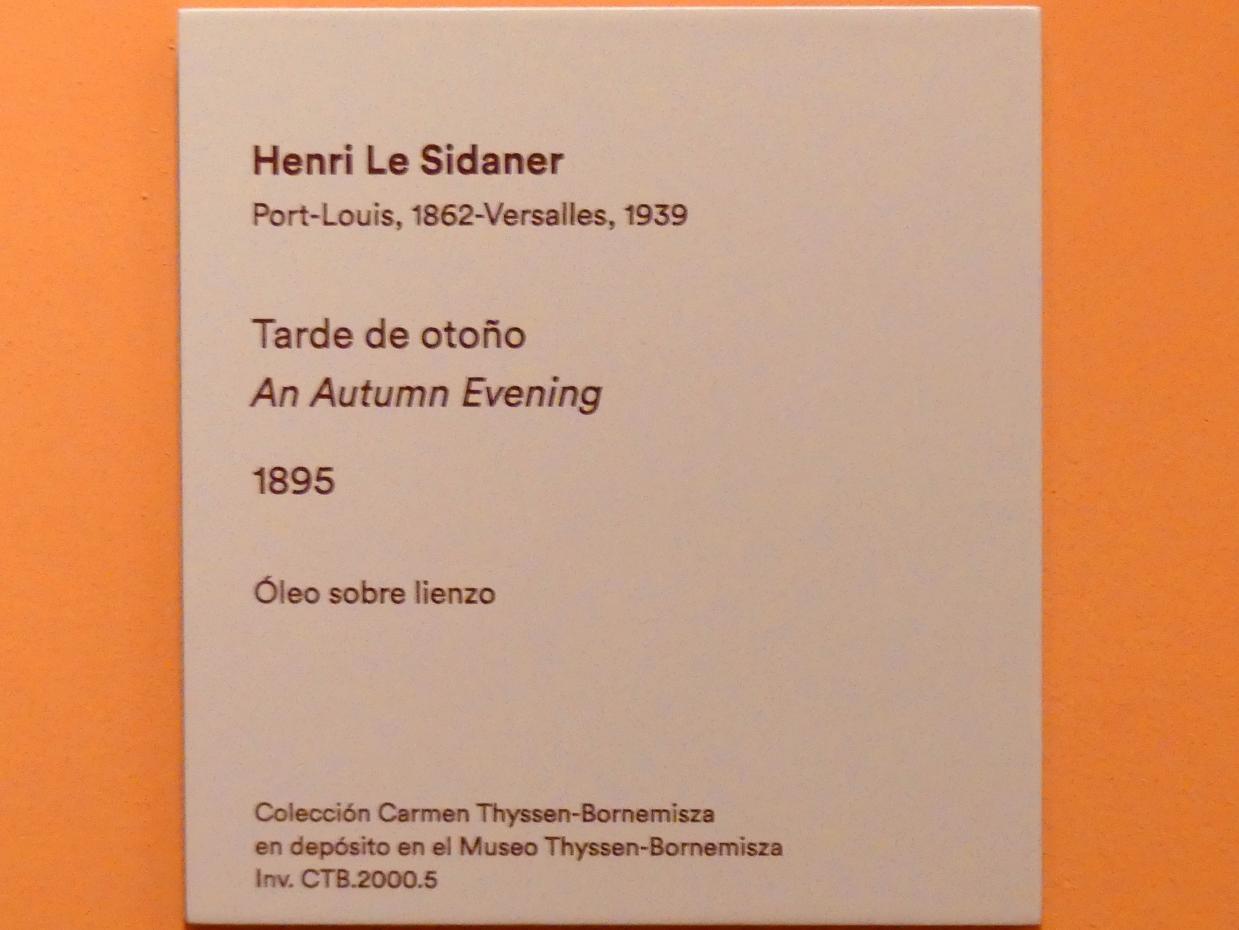 Henri Le Sidaner
Port-Louis, 1862-Versalles, 1939
Tarde de otoño
An Autumn Evening
1895
Óleo sobre lienzo
Colección Carmen Thyssen-Bornemisza
en depósito en el Museo Thyssen-Bornemisza
Inv. CTB.2000.5